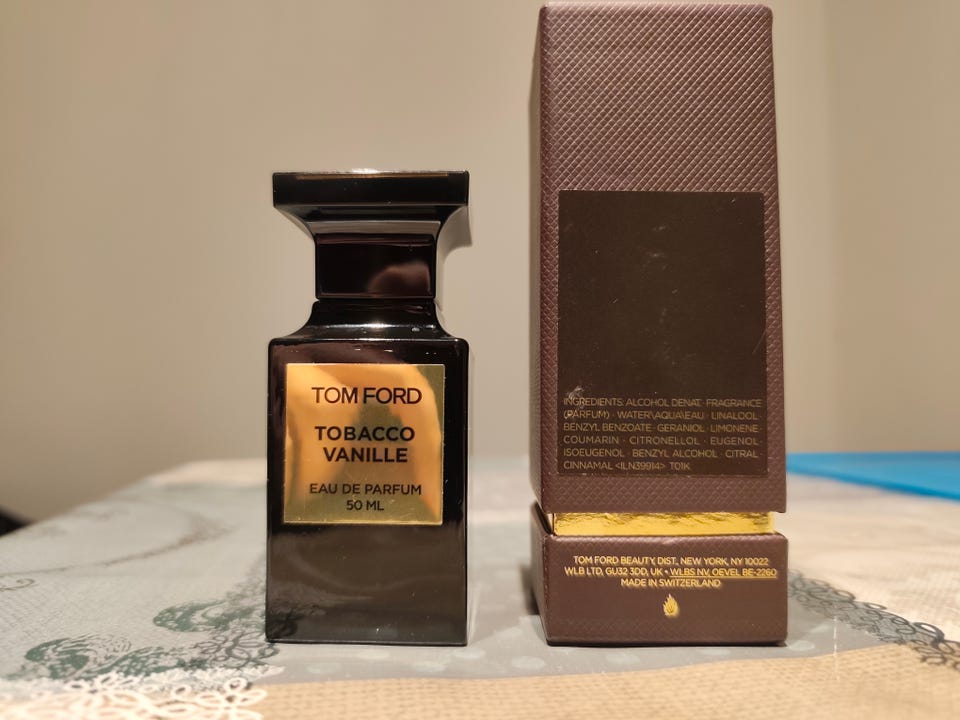 TOM FORD
TOBACCO
VANILLE
EAU DE PARFUM
50 ML
INGREDIENTS: ALCOHOL DENAT · FRAGRANCE
(PARFUM) · WATER\AQUA\EAU · LINALOOL ·
BENZYL BENZOATE · GERANIOL · LIMONENE ·
COUMARIN · CITRONELLOL · EUGENOL ·
ISOEUGENOL · BENZYL ALCOHOL · CITRAL ·
CINNAMAL <ILN39914> T01K
TOM FORD BEAUTY, DIST., NEW YORK, NY 10022
WLB LTD, GU32 3DD, UK • WLBS NV, OEVEL BE-2260
MADE IN SWITZERLAND